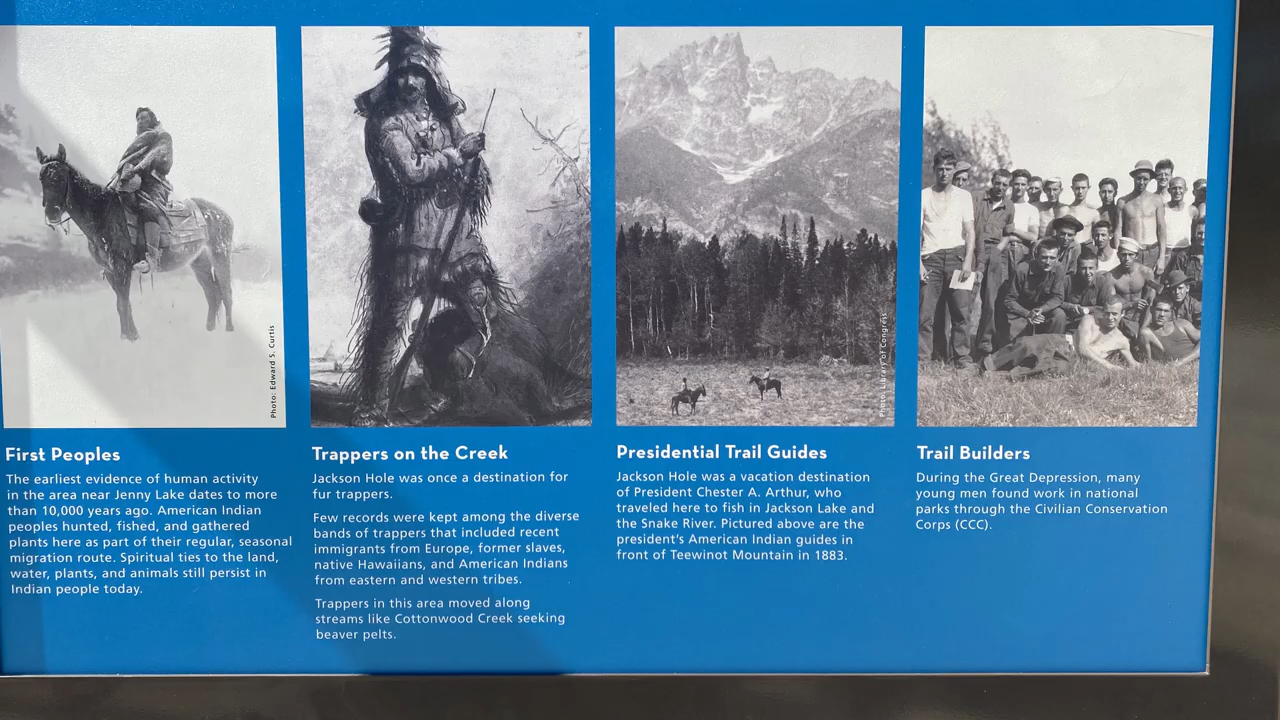 Photo: Edward S. Curtis
Photo: Library of Congress
First Peoples
The earliest evidence of human activity
in the area near Jenny Lake dates to more
than 10,000 years ago. American Indian
peoples hunted, fished, and gathered
plants here as part of their regular, seasonal
migration route. Spiritual ties to the land,
water, plants, and animals still persist in
Indian people today.
Trappers on the Creek
Jackson Hole was once a destination for
fur trappers.
Few records were kept among the diverse
bands of trappers that included recent
immigrants from Europe, former slaves,
native Hawaiians, and American Indians
from eastern and western tribes.
Trappers in this area moved along
streams like Cottonwood Creek seeking
beaver pelts.
Presidential Trail Guides
Jackson Hole was a vacation destination
of President Chester A. Arthur, who
traveled here to fish in Jackson Lake and
the Snake River. Pictured above are the
president's American Indian guides in
front of Teewinot Mountain in 1883.
Trail Builders
During the Great Depression, many
young men found work in national
parks through the Civilian Conservation
Corps (CCC).